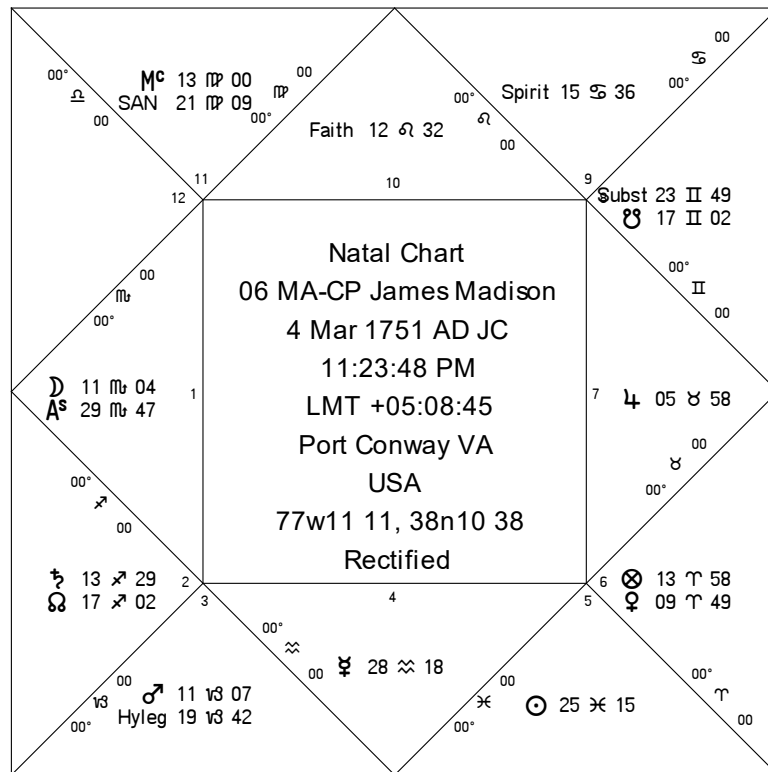 00
Mᶜ 13 ♍ 00
SAN 21 ♍ 09
00° ♎ 00
00° ♍ 00
Faith 12 ♌ 32
00° ♌ 00
Spirit 15 ♋ 36
00° ♋ 00
11
12
10
9
Subst 23 ♊ 49
☋ 17 ♊ 02
00° ♊ 00
00° ♏ 00
☽ 11 ♏ 04
Aˢ 29 ♏ 47
1
Natal Chart
06 MA-CP James Madison
4 Mar 1751 AD JC
11:23:48 PM
LMT +05:08:45
Port Conway VA
USA
77w11 11, 38n10 38
Rectified
7
♃ 05 ♉ 58
00° ♉ 00
00° ♐ 00
♄ 13 ♐ 29
☊ 17 ♐ 02
2
3
4
5
6
⊗ 13 ♈ 58
♀ 09 ♈ 49
00° ♑ 00
♂ 11 ♑ 07
Hyleg 19 ♑ 42
00° ♒ 00
☿ 28 ♒ 18
00° ♓ 00
☉ 25 ♓ 15
00° ♈ 00